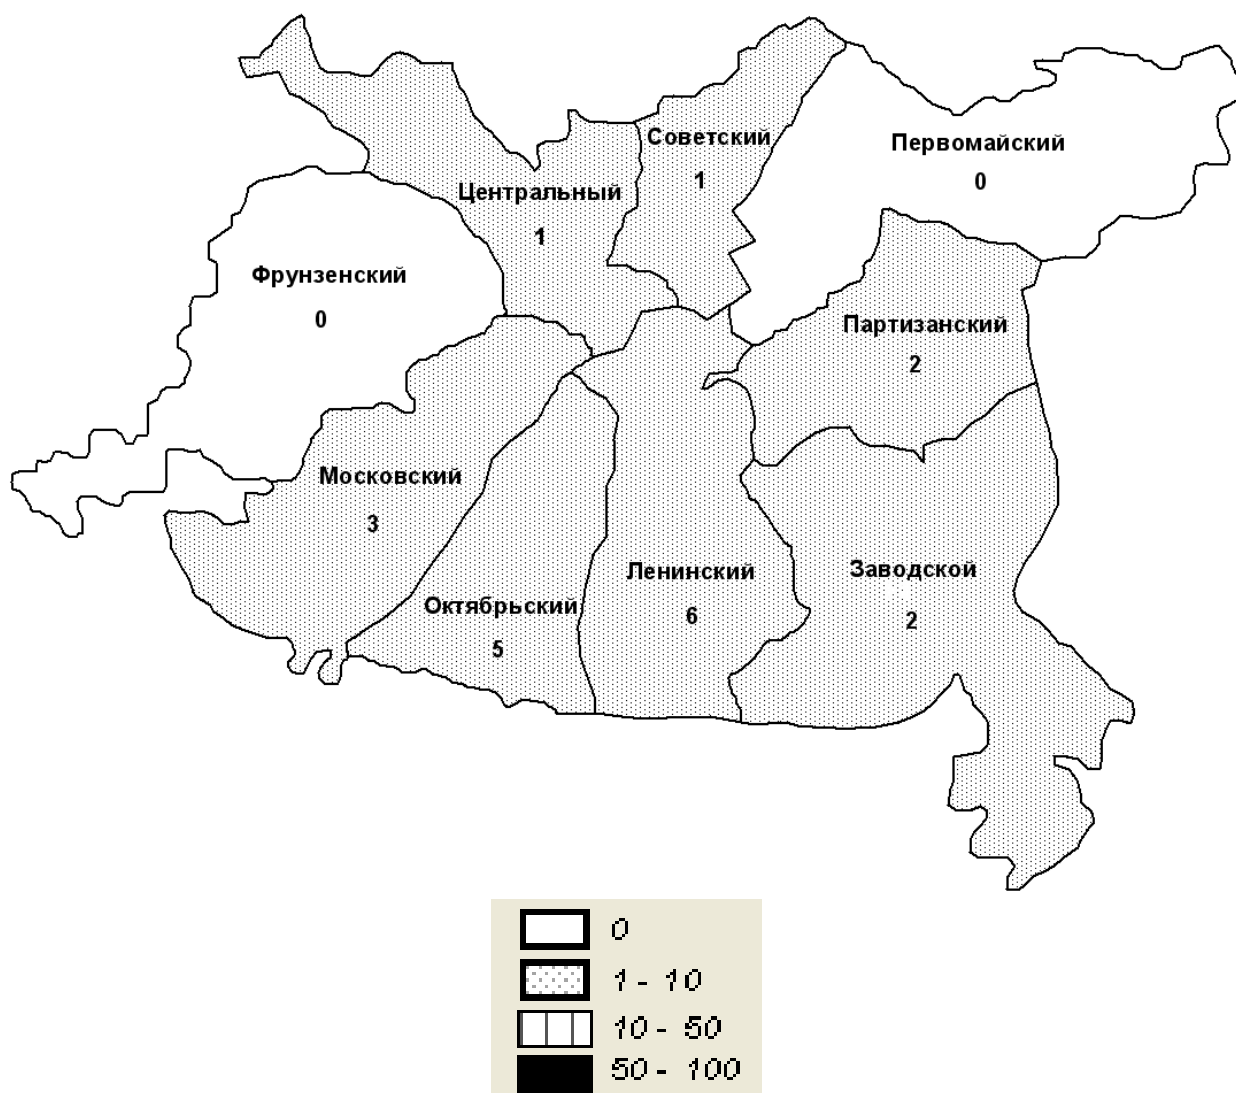 Советский
1
Первомайский
0
Центральный
1
Фрунзенский
0
Партизанский
2
Московский
3
Октябрьский
5
Ленинский
6
Заводской
2
0
1 - 10
10 - 50
50 - 100